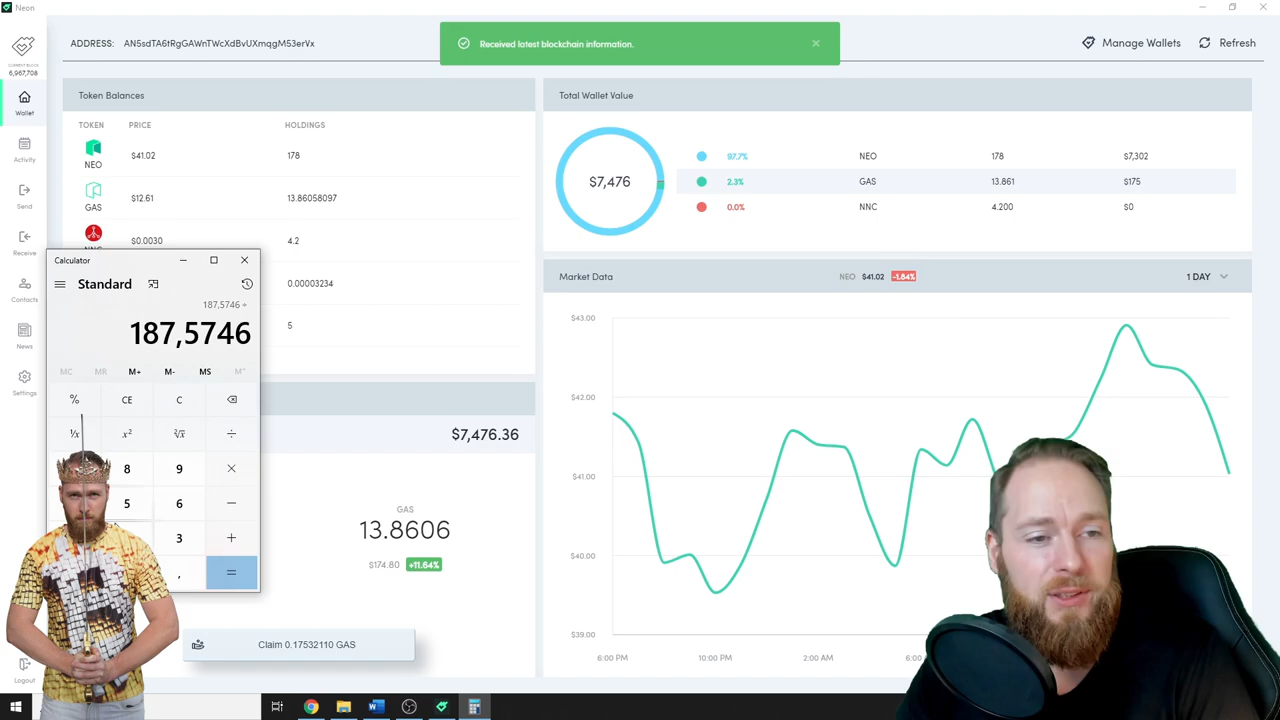 Neon
ADDRESS: AN5sdTA6tRgGAWnTWcXdBvUXmqgM53erVx
Received latest blockchain information.
Manage Wallets
Refresh
CURRENT BLOCK
6,967,708
Wallet
Activity
Send
Receive
Contacts
News
Settings
Logout
Token Balances
TOKEN PRICE HOLDINGS
NEO $41.02 178
GAS $12.61 13.86058097
NNC $0.0030 4.2
0.00003234
5
$7,476.36
GAS
13.8606
$174.80 +11.64%
Claim 0.17532110 GAS
Total Wallet Value
$7,476
97.7% NEO 178 $7,302
2.3% GAS 13.861 $175
0.0% NNC 4.200 $0
Market Data
NEO $41.02 -1.84%
1 DAY
$43.00
$42.00
$41.00
$40.00
$39.00
6:00 PM 10:00 PM 2:00 AM 6:00
Calculator
Standard
187,5746 ÷
187,5746
MC MR M+ M- MS M˅
% CE C
¹/x x² ²√x ÷
8 9 ×
5 6 −
3 +
, =